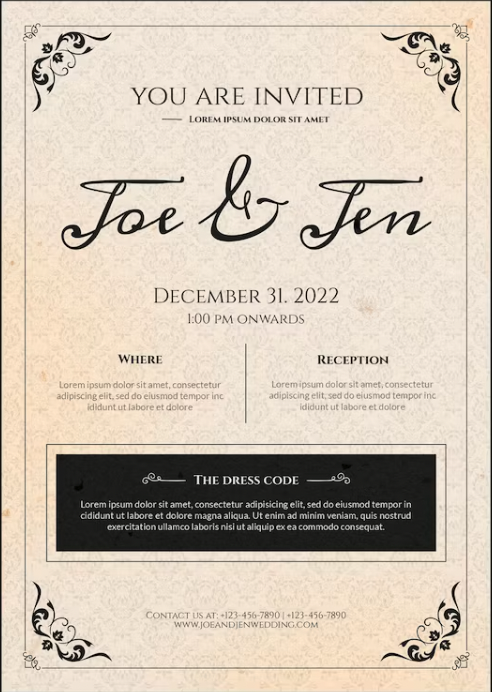 YOU ARE INVITED
LOREM IPSUM DOLOR SIT AMET
Joe & Jen
DECEMBER 31. 2022
1:00 PM ONWARDS
WHERE
Lorem ipsum dolor sit amet, consectetur
adipiscing elit, sed do eiusmod tempor inc
ididunt ut labore et dolore
RECEPTION
Lorem ipsum dolor sit amet, consectetur
adipiscing elit, sed do eiusmod tempor inc
ididunt ut labore et dolore
THE DRESS CODE
Lorem ipsum dolor sit amet, consectetur adipisicing elit, sed do eiusmod tempor in
cididunt ut labore et dolore magna aliqua. Ut enim ad minim veniam, quis nostrud
exercitation ullamco laboris nisi ut aliquip ex ea commodo consequat.
CONTACT US AT: +123-456-7890 | +123-456-7890
WWW.JOEANDJENWEDDING.COM